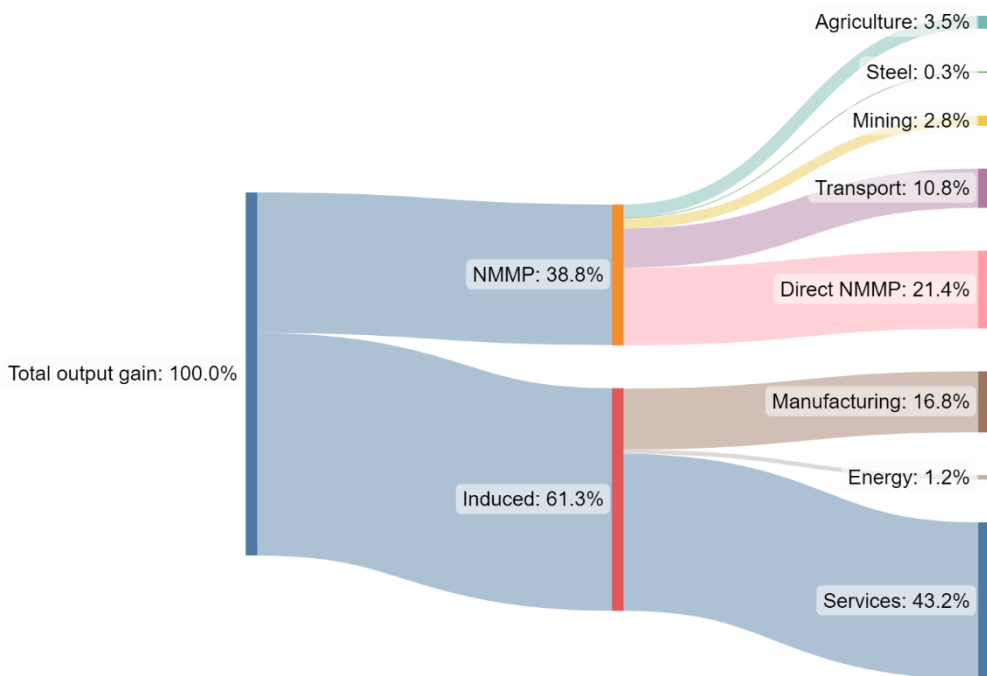 Agriculture: 3.5%
Steel: 0.3%
Mining: 2.8%
Transport: 10.8%
NMMP: 38.8%
Direct NMMP: 21.4%
Total output gain: 100.0%
Manufacturing: 16.8%
Energy: 1.2%
Induced: 61.3%
Services: 43.2%